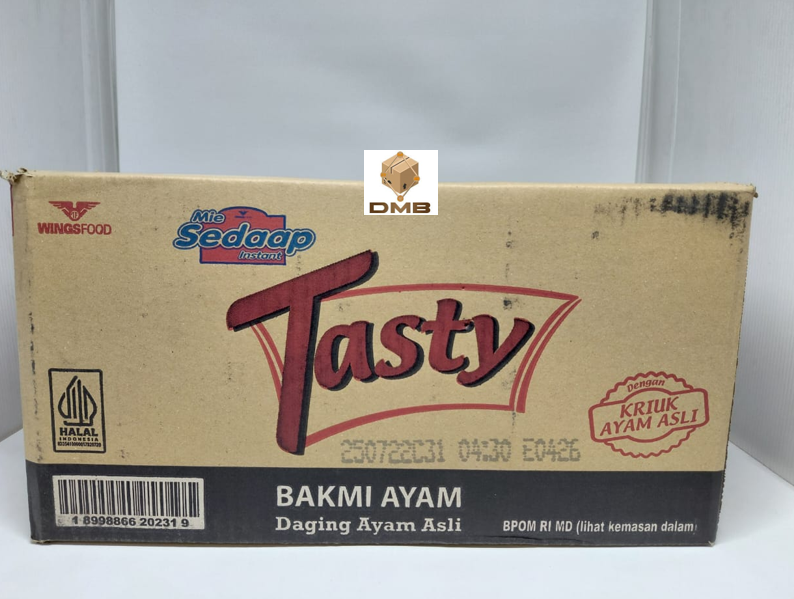 DMB
WINGSFOOD
Mie
Sedaap
Instant
Tasty
Dengan
KRIUK
AYAM ASLI
HALAL
INDONESIA
250722C31 04:30 E0426
BAKMI AYAM
Daging Ayam Asli
BPOM RI MD (lihat kemasan dalam)
1 8998866 20231 9